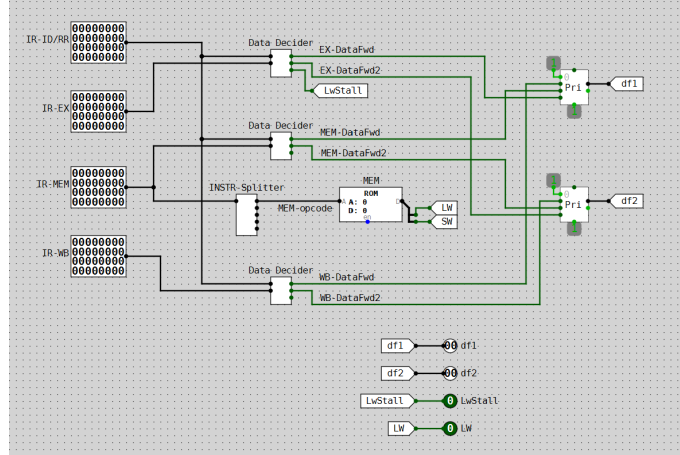 IR-ID/RR
00000000
00000000
00000000
00000000
IR-EX
00000000
00000000
00000000
00000000
IR-MEM
00000000
00000000
00000000
00000000
IR-WB
00000000
00000000
00000000
00000000
Data Decider
EX-DataFwd
EX-DataFwd2
LwStall
Data Decider
MEM-DataFwd
MEM-DataFwd2
INSTR-Splitter
MEM-opcode
MEM
ROM
A
A: 0
D: 0
D
LW
SW
Data Decider
WB-DataFwd
WB-DataFwd2
0
Pri
df1
0
Pri
df2
df1
00
df1
df2
00
df2
LwStall
0
LwStall
LW
0
LW